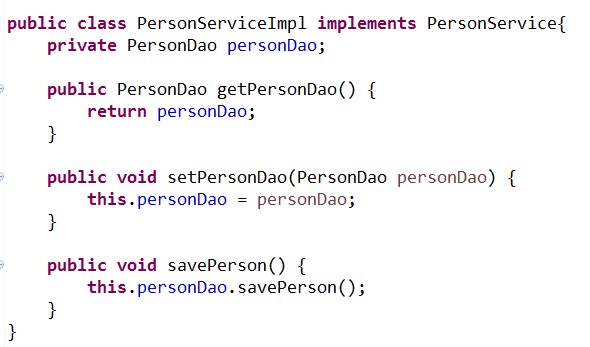 public class PersonServiceImpl implements PersonService{
    private PersonDao personDao;
    public PersonDao getPersonDao() {
        return personDao;
    }
    public void setPersonDao(PersonDao personDao) {
        this.personDao = personDao;
    }
    public void savePerson() {
        this.personDao.savePerson();
    }
}